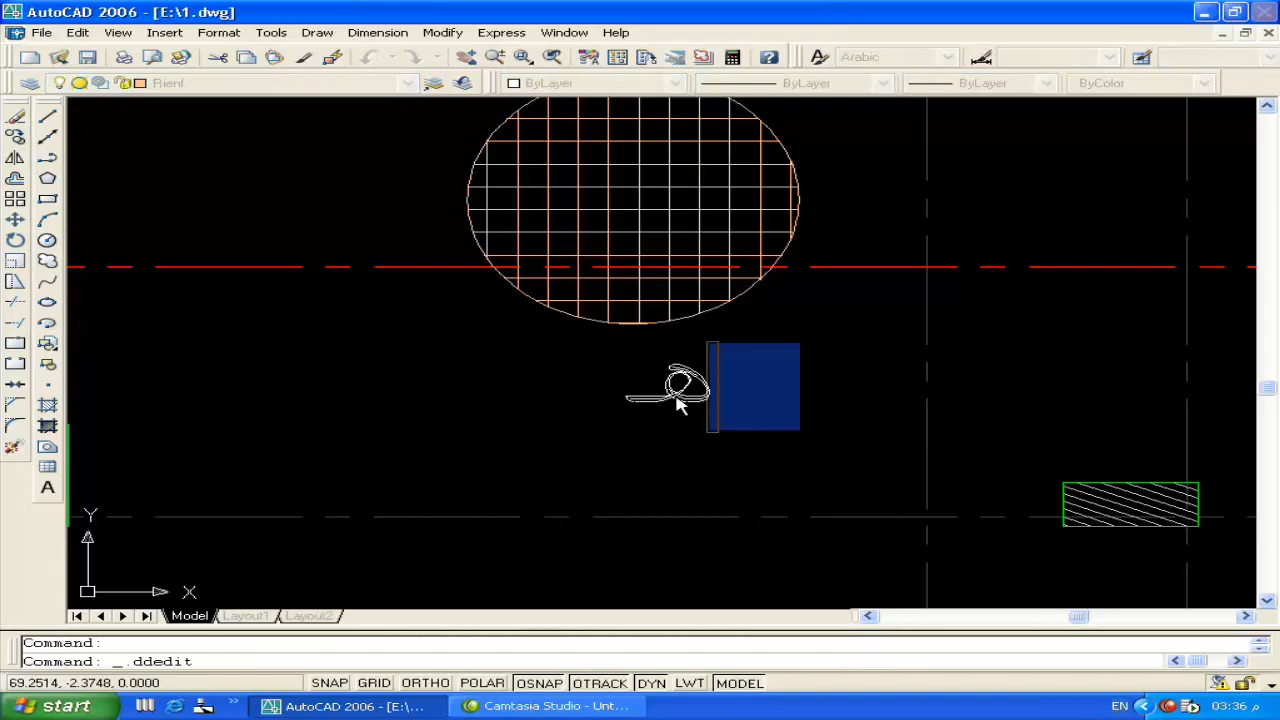 AutoCAD 2006 - [E:\1.dwg]
File Edit View Insert Format Tools Draw Dimension Modify Express Window Help
Arabic
Rienf ByLayer ByLayer ByLayer ByColor
Y
X
A
Model Layout1 Layout2
Command:
Command: _.ddedit
69.2514, -2.3748, 0.0000 SNAP GRID ORTHO POLAR OSNAP OTRACK DYN LWT MODEL
start AutoCAD 2006 - [E:\... Camtasia Studio - Unt... EN 03:36 م